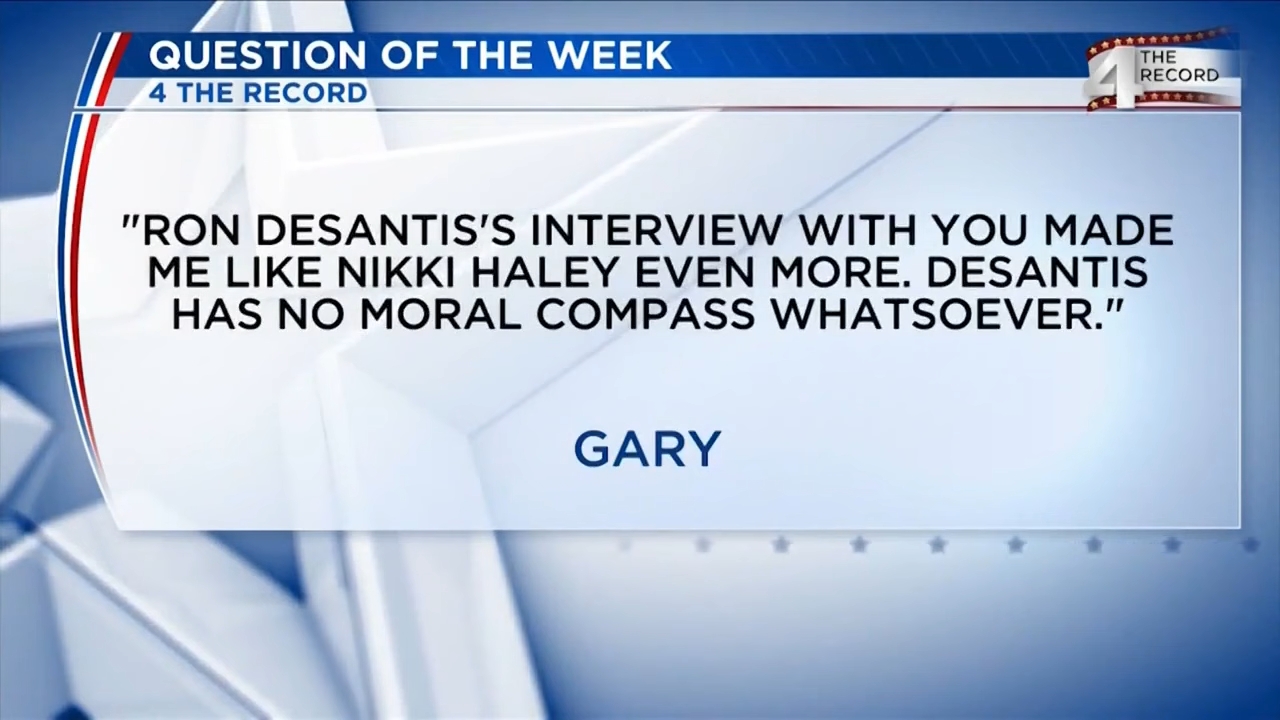 QUESTION OF THE WEEK
4 THE RECORD
4 THE
RECORD
"RON DESANTIS'S INTERVIEW WITH YOU MADE
ME LIKE NIKKI HALEY EVEN MORE. DESANTIS
HAS NO MORAL COMPASS WHATSOEVER."
GARY